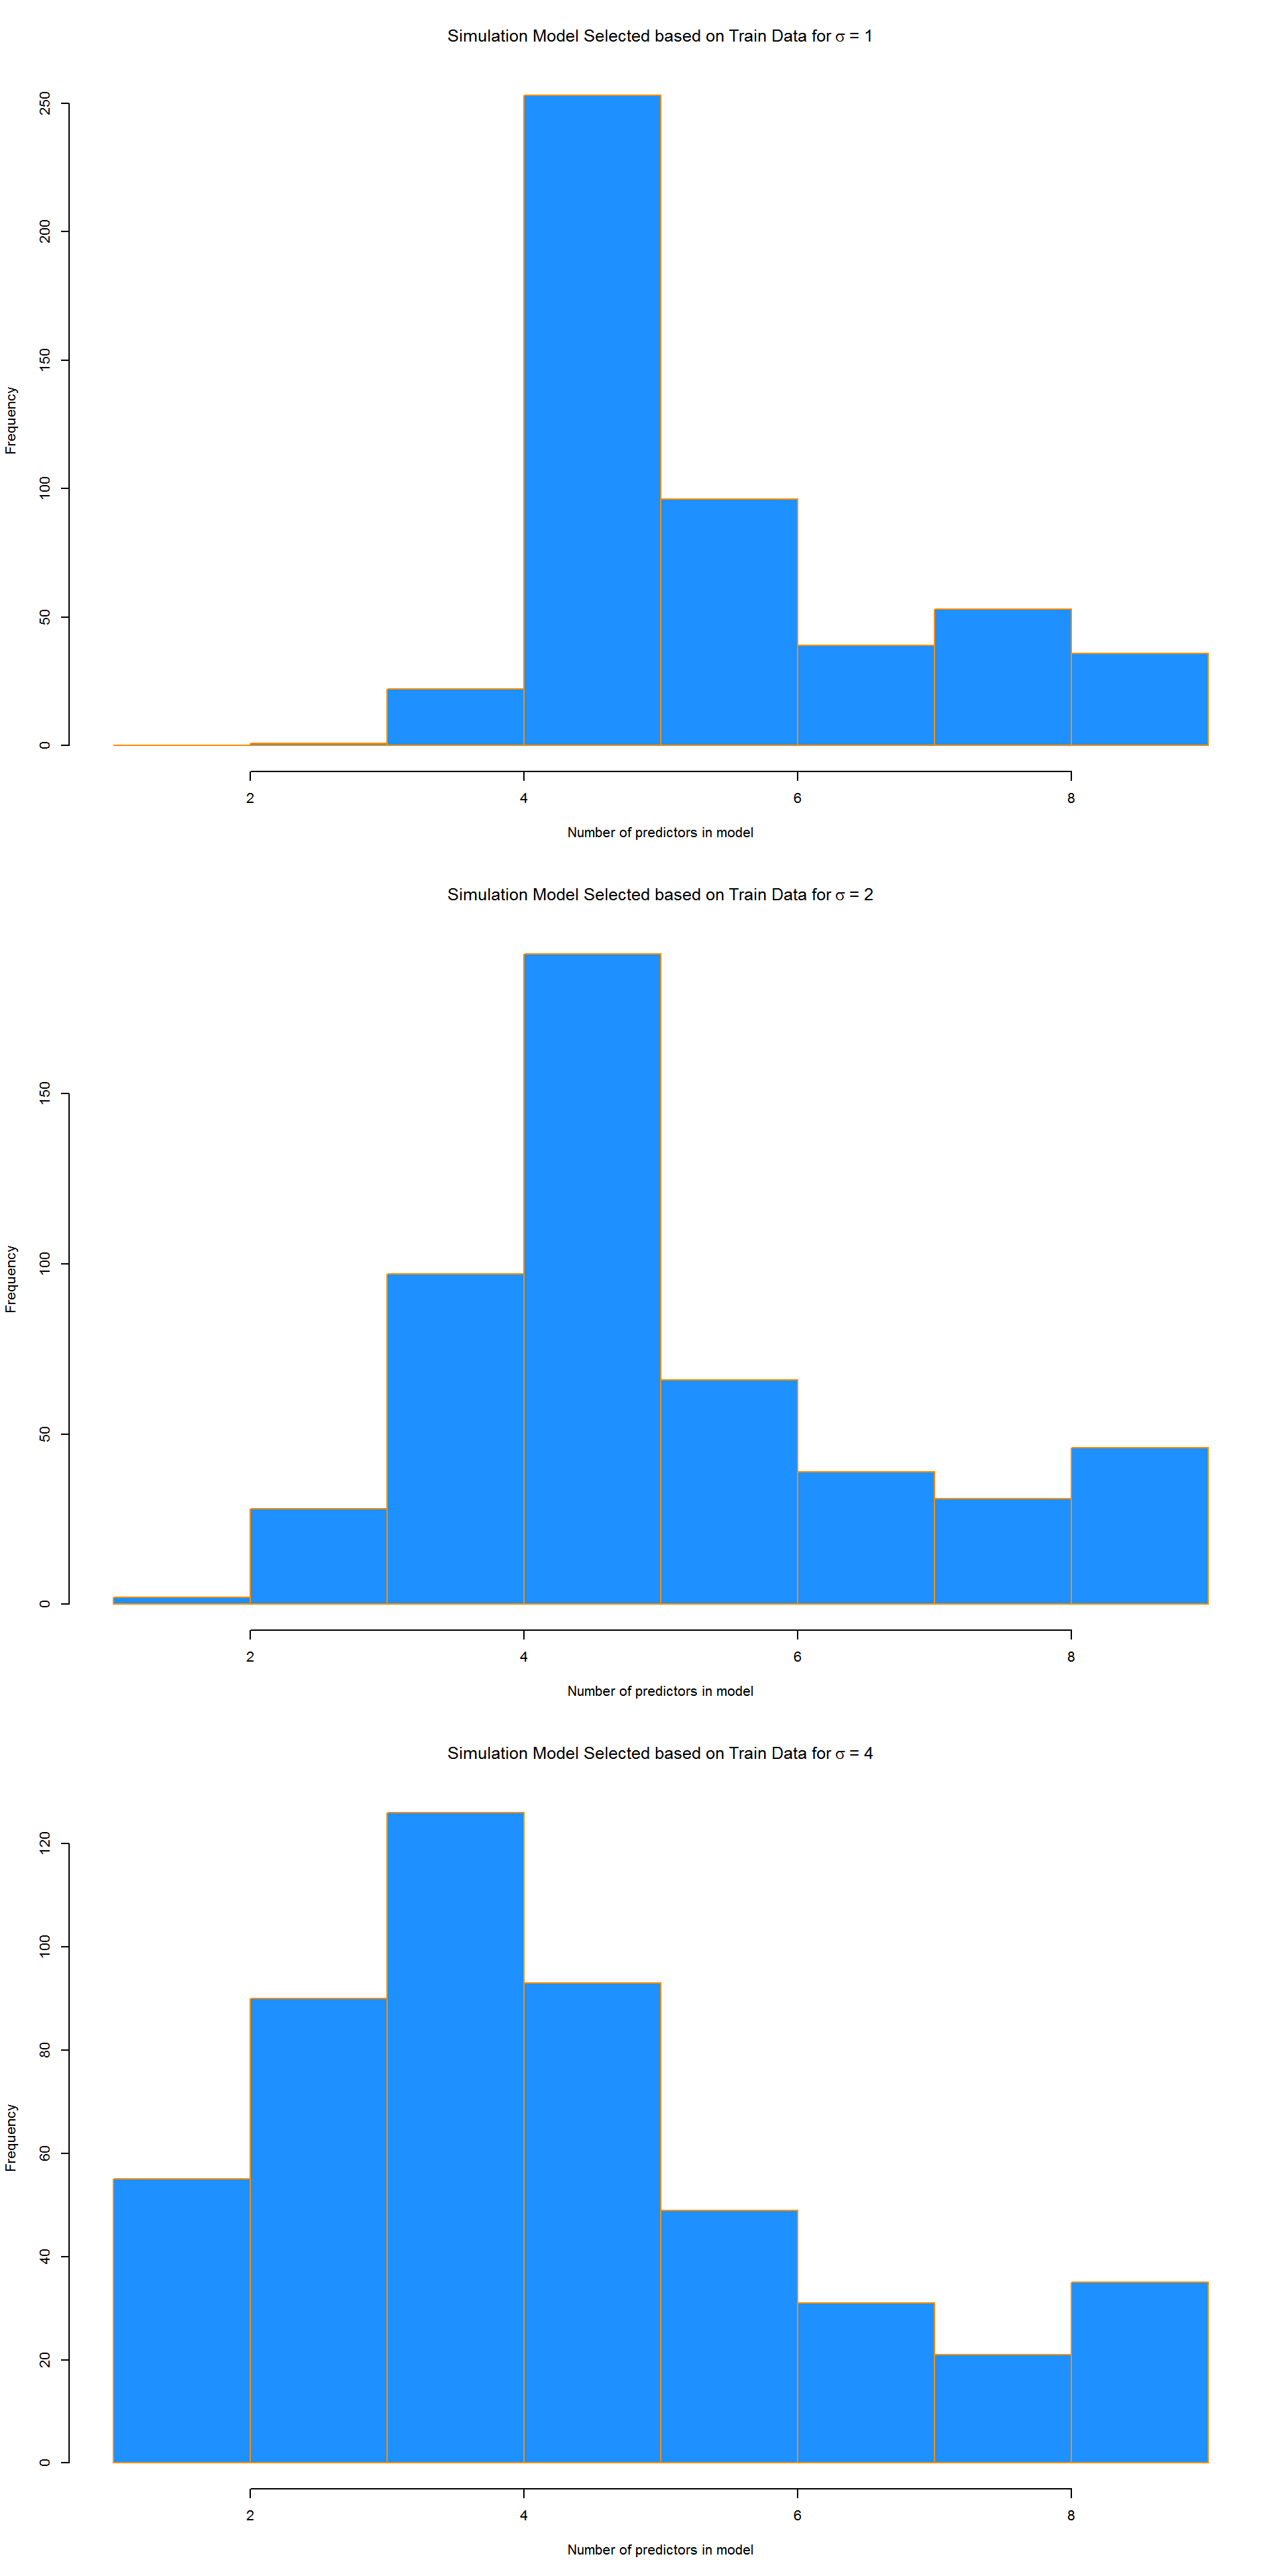 Simulation Model Selected based on Train Data for σ = 1
Frequency
250
200
150
100
50
0
2 4 6 8
Number of predictors in model
Simulation Model Selected based on Train Data for σ = 2
Frequency
150
100
50
0
2 4 6 8
Number of predictors in model
Simulation Model Selected based on Train Data for σ = 4
Frequency
120
100
80
60
40
20
0
2 4 6 8
Number of predictors in model